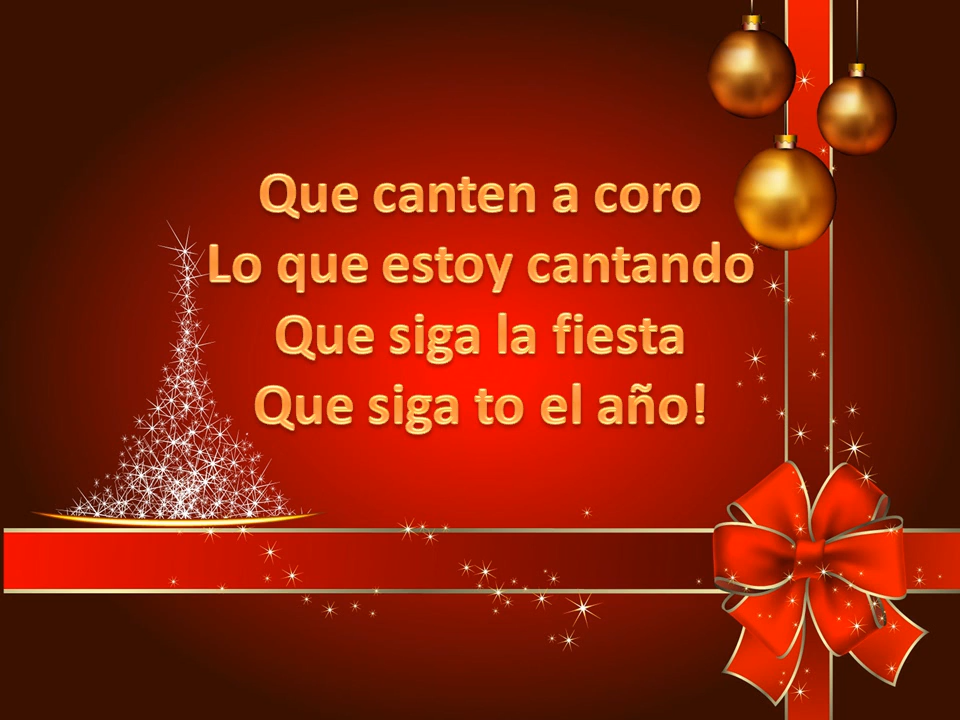 Que canten a coro
Lo que estoy cantando
Que siga la fiesta
Que siga to el año!